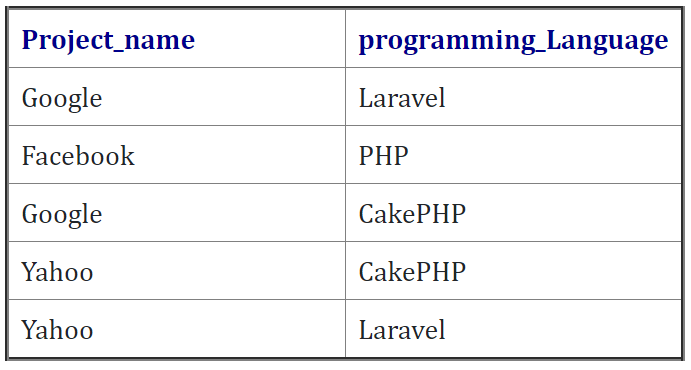 Project_name programming_Language
Google Laravel
Facebook PHP
Google CakePHP
Yahoo CakePHP
Yahoo Laravel